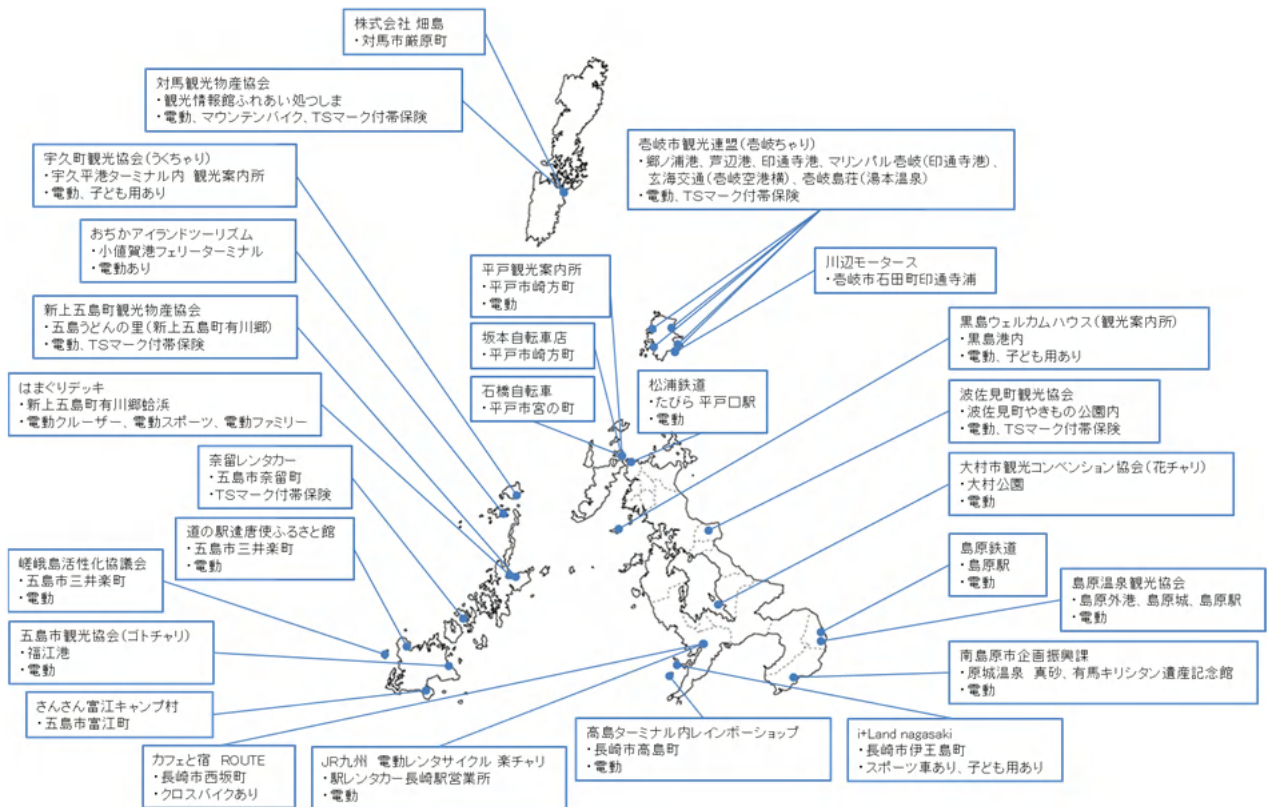 株式会社 畑島
・対馬市厳原町
対馬観光物産協会
・観光情報館ふれあい処つしま
・電動、マウンテンバイク、TSマーク付帯保険
宇久町観光協会(うくちゃり)
・宇久平港ターミナル内 観光案内所
・電動、子ども用あり
おぢかアイランドツーリズム
・小値賀港フェリーターミナル
・電動あり
新上五島町観光物産協会
・五島うどんの里(新上五島町有川郷)
・電動、TSマーク付帯保険
はまぐりデッキ
・新上五島町有川郷蛤浜
・電動クルーザー、電動スポーツ、電動ファミリー
奈留レンタカー
・五島市奈留町
・TSマーク付帯保険
道の駅遣唐使ふるさと館
・五島市三井楽町
・電動
嵯峨島活性化協議会
・五島市三井楽町
・電動
五島市観光協会(ゴトチャリ)
・福江港
・電動
さんさん富江キャンプ村
・五島市富江町
カフェと宿 ROUTE
・長崎市西坂町
・クロスバイクあり
JR九州 電動レンタサイクル 楽チャリ
・駅レンタカー長崎駅営業所
・電動
平戸観光案内所
・平戸市崎方町
・電動
坂本自転車店
・平戸市崎方町
石橋自転車
・平戸市宮の町
松浦鉄道
・たびら 平戸口駅
・電動
壱岐市観光連盟(壱岐ちゃり)
・郷ノ浦港、芦辺港、印通寺港、マリンパル壱岐(印通寺港)、
玄海交通(壱岐空港横)、壱岐島荘(湯本温泉)
・電動、TSマーク付帯保険
川辺モータース
・壱岐市石田町印通寺浦
黒島ウェルカムハウス(観光案内所)
・黒島港内
・電動、子ども用あり
波佐見町観光協会
・波佐見町やきもの公園内
・電動、TSマーク付帯保険
大村市観光コンベンション協会(花チャリ)
・大村公園
・電動
島原鉄道
・島原駅
・電動
島原温泉観光協会
・島原外港、島原城、島原駅
・電動
南島原市企画振興課
・原城温泉 真砂、有馬キリシタン遺産記念館
・電動
高島ターミナル内レインボーショップ
・長崎市高島町
・電動
i+Land nagasaki
・長崎市伊王島町
・スポーツ車あり、子ども用あり